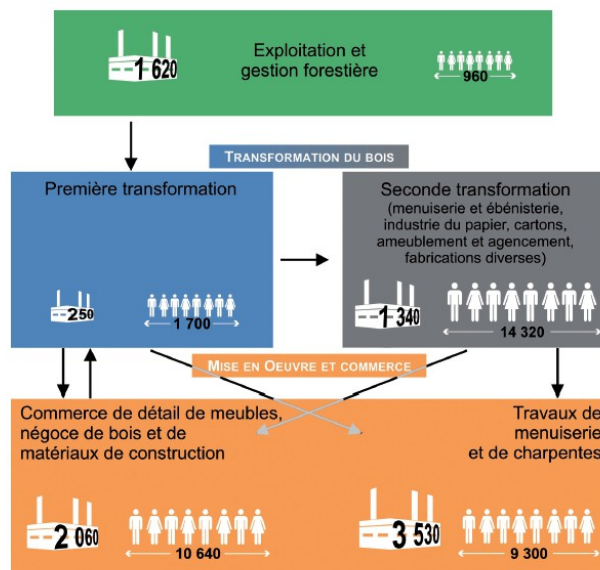 Exploitation et
gestion forestière
1 620
960
TRANSFORMATION DU BOIS
Première transformation
250
1 700
Seconde transformation
(menuiserie et ébénisterie,
industrie du papier, cartons,
ameublement et agencement,
fabrications diverses)
1 340
14 320
MISE EN OEUVRE ET COMMERCE
Commerce de détail de meubles,
négoce de bois et de
matériaux de construction
2 060
10 640
Travaux de
menuiserie
et de charpentes
3 530
9 300